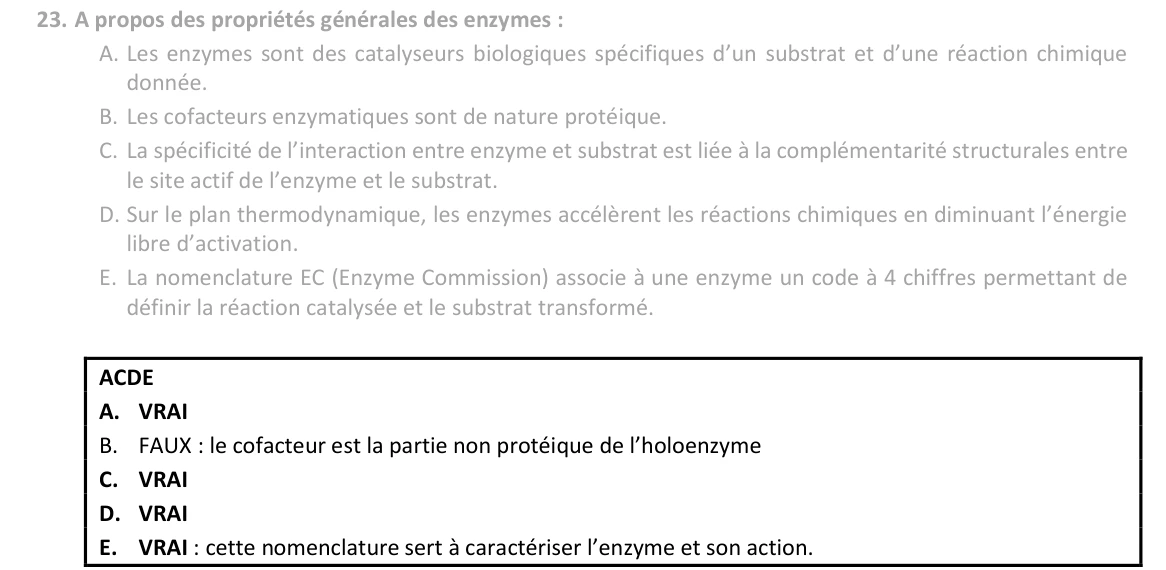 23. A propos des propriétés générales des enzymes :
A. Les enzymes sont des catalyseurs biologiques spécifiques d’un substrat et d’une réaction chimique
donnée.
B. Les cofacteurs enzymatiques sont de nature protéique.
C. La spécificité de l’interaction entre enzyme et substrat est liée à la complémentarité structurales entre
le site actif de l’enzyme et le substrat.
D. Sur le plan thermodynamique, les enzymes accélèrent les réactions chimiques en diminuant l’énergie
libre d’activation.
E. La nomenclature EC (Enzyme Commission) associe à une enzyme un code à 4 chiffres permettant de
définir la réaction catalysée et le substrat transformé.
ACDE
A. VRAI
B. FAUX : le cofacteur est la partie non protéique de l’holoenzyme
C. VRAI
D. VRAI
E. VRAI : cette nomenclature sert à caractériser l’enzyme et son action.